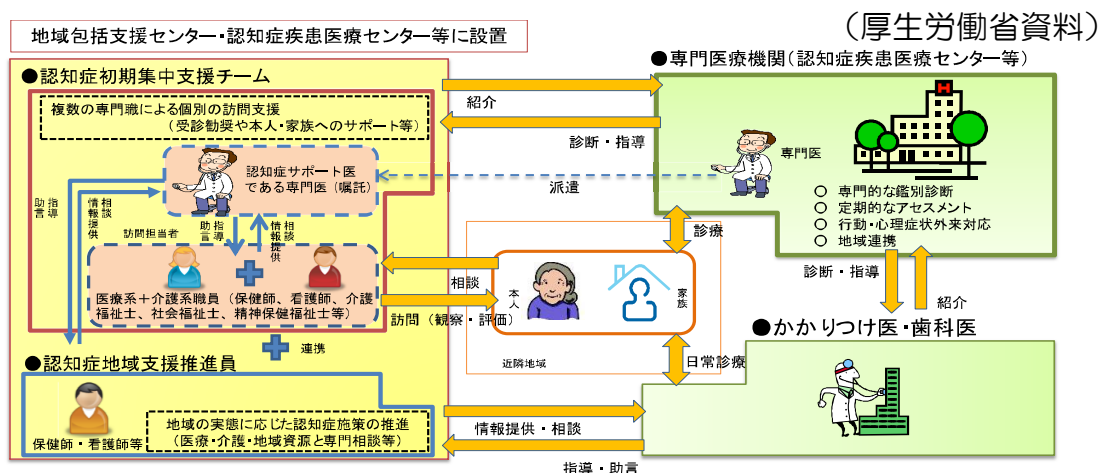 （厚生労働省資料）
地域包括支援センター・認知症疾患医療センター等に設置
●認知症初期集中支援チーム
複数の専門職による個別の訪問支援
（受診勧奨や本人・家族へのサポート等）
認知症サポート医
である専門医（嘱託）
指導
助言
相談
情報提供
訪問担当者
指導
助言
相談
情報提供
医療系＋介護系職員（保健師、看護師、介護
福祉士、社会福祉士、精神保健福祉士等）
連携
●認知症地域支援推進員
保健師・看護師等
地域の実態に応じた認知症施策の推進
（医療・介護・地域資源と専門相談等）
紹介
診断・指導
派遣
相談
訪問（観察・評価）
本人
家族
近隣地域
診療
日常診療
情報提供・相談
指導・助言
●専門医療機関（認知症疾患医療センター等）
H
専門医
○ 専門的な鑑別診断
○ 定期的なアセスメント
○ 行動・心理症状外来対応
○ 地域連携
診断・指導
紹介
●かかりつけ医・歯科医